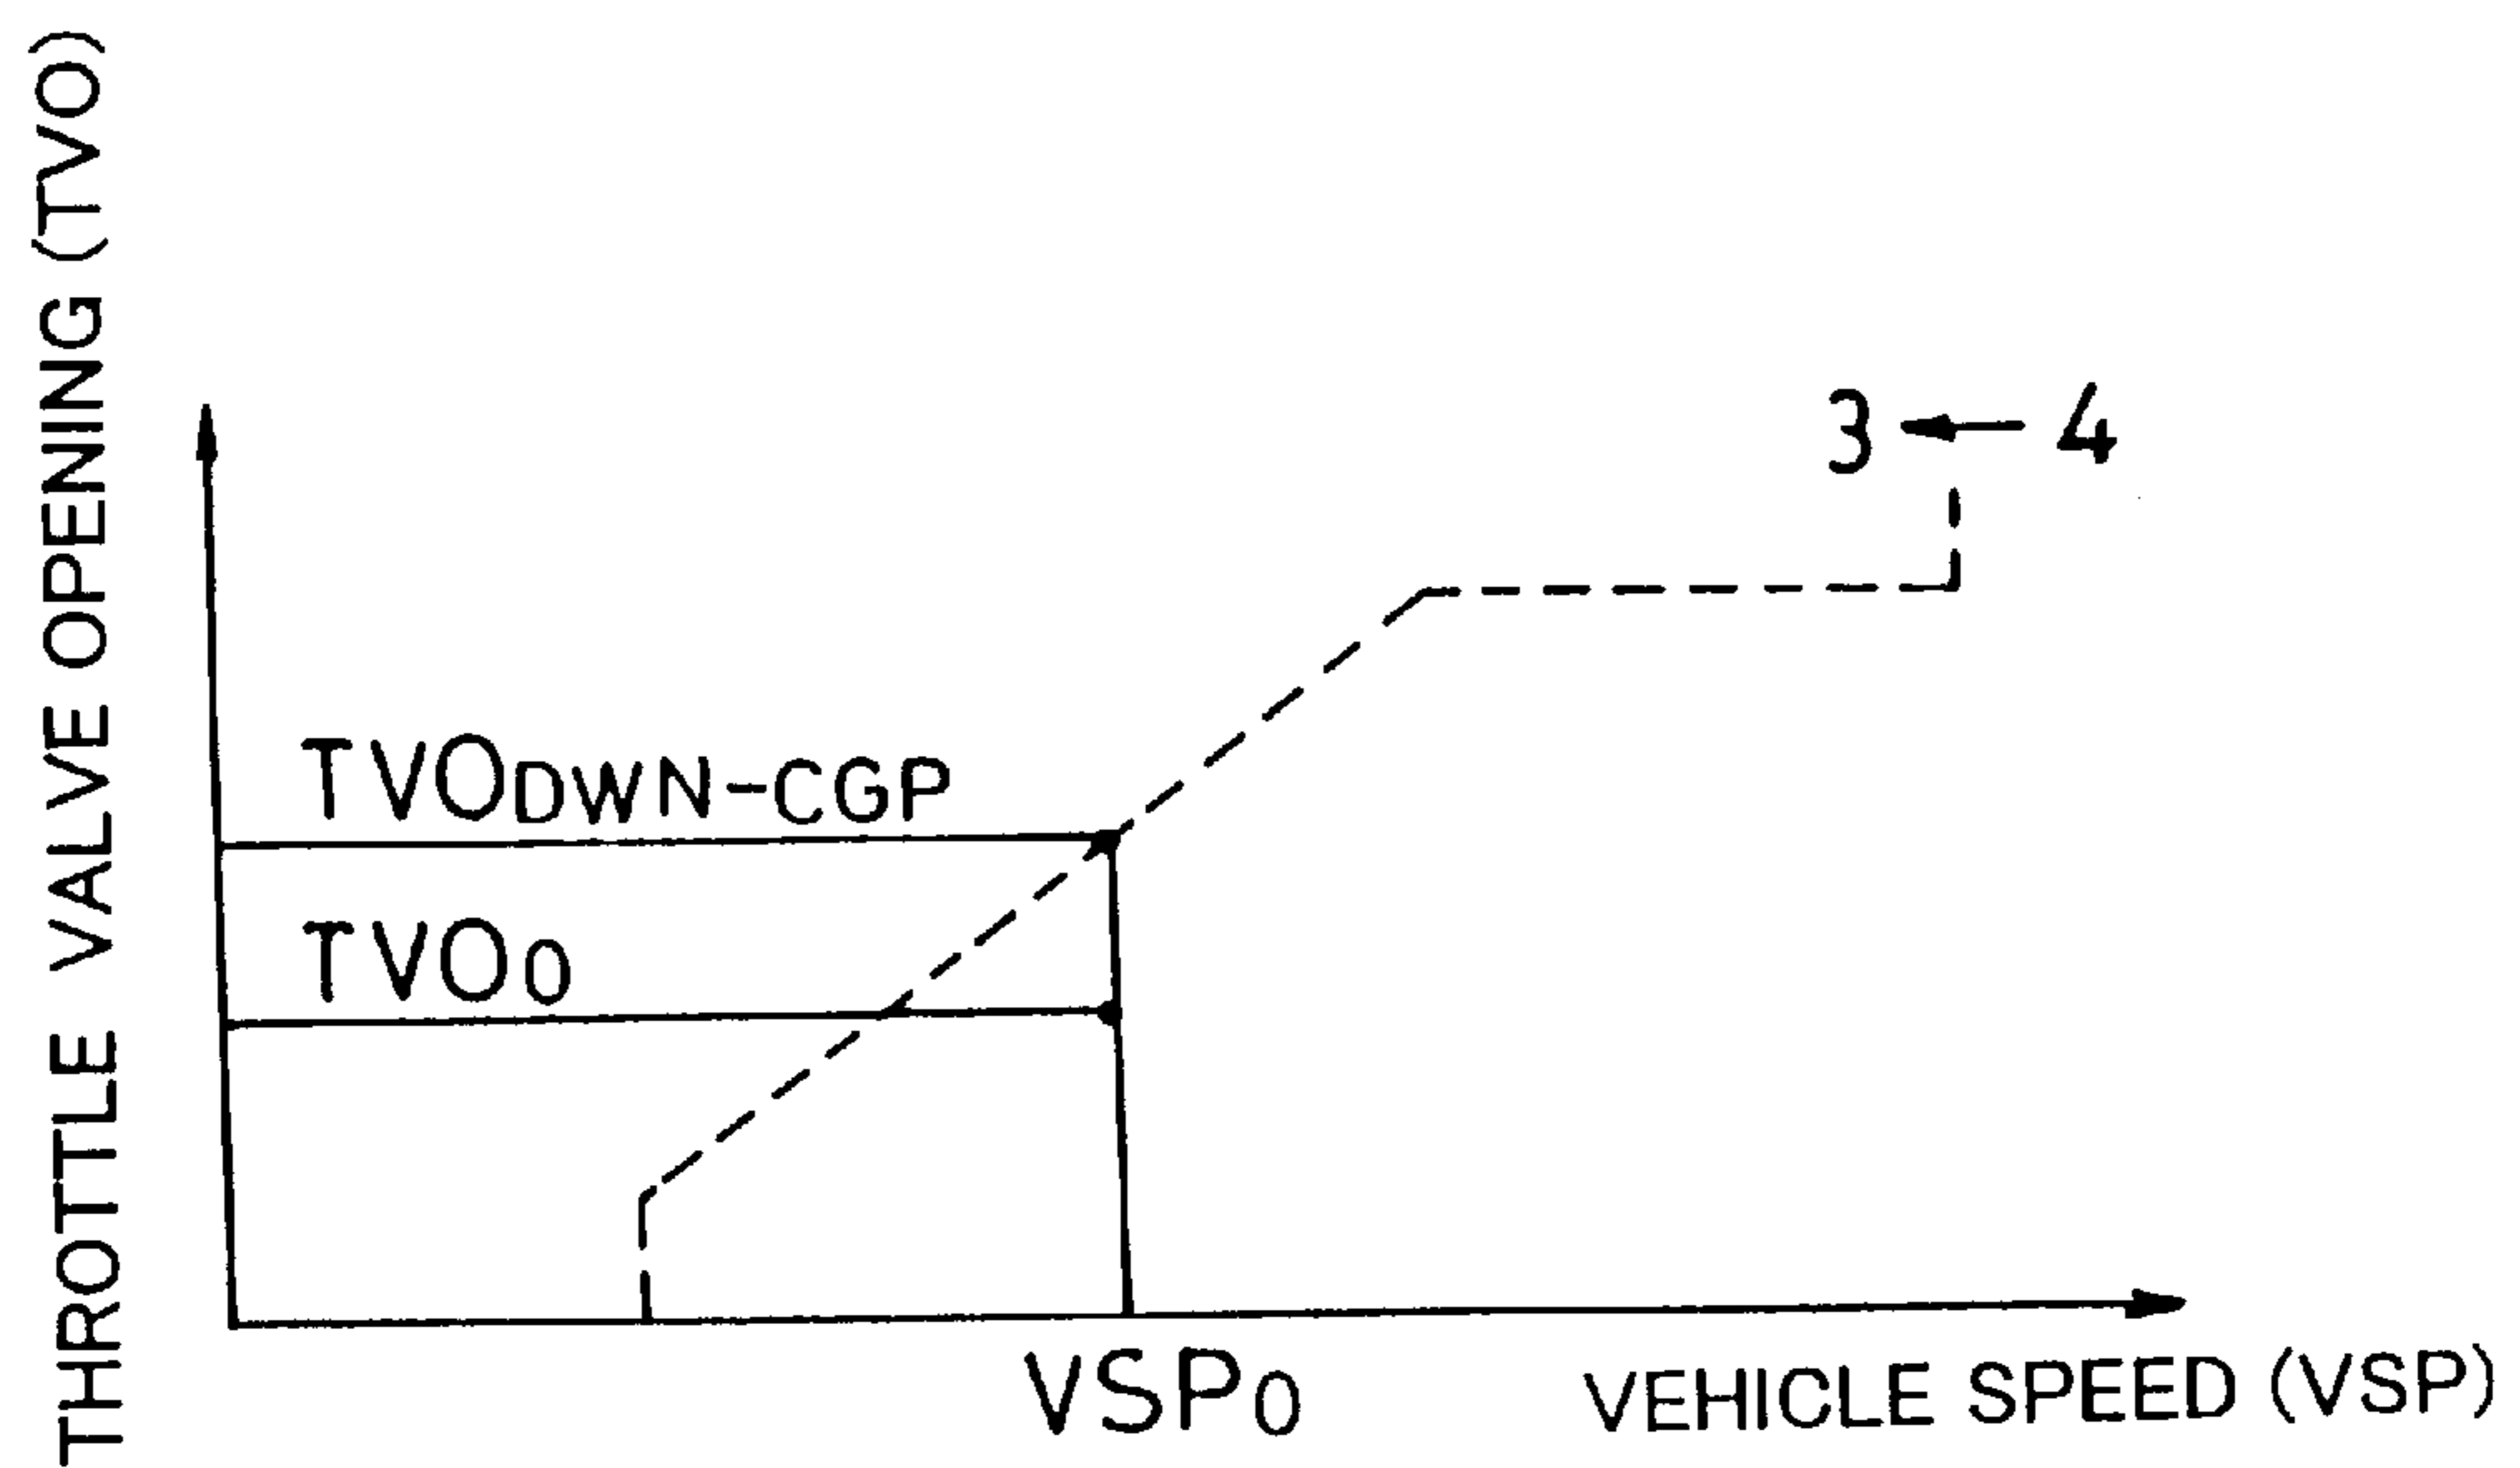 THROTTLE VALVE OPENING (TVO)
3 ← 4
TVODWN-CGP
TVO0
VSP0
VEHICLE SPEED (VSP)